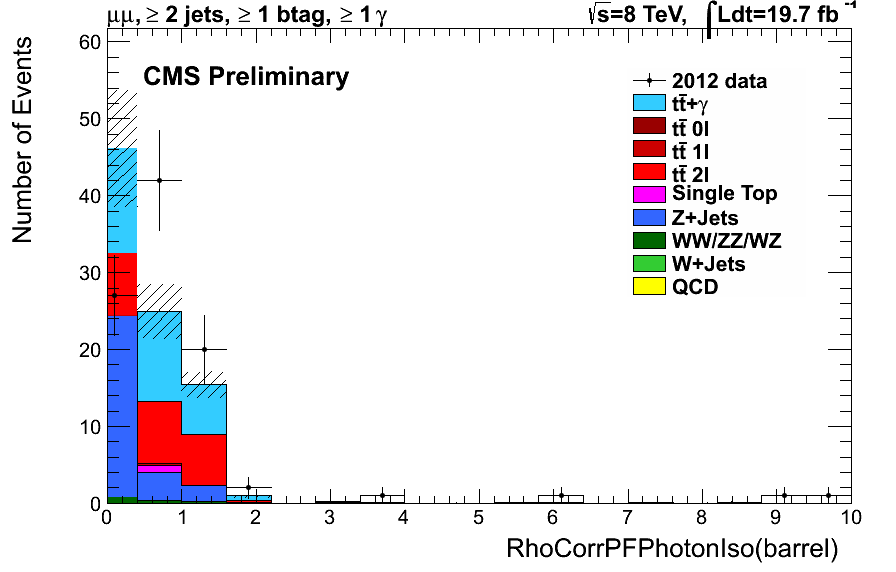 μμ, ≥ 2 jets, ≥ 1 btag, ≥ 1 γ √s=8 TeV, ∫Ldt=19.7 fb⁻¹
CMS Preliminary
Number of Events
60
50
40
30
20
10
0
2012 data
tt̄+γ
tt̄ 0l
tt̄ 1l
tt̄ 2l
Single Top
Z+Jets
WW/ZZ/WZ
W+Jets
QCD
0 1 2 3 4 5 6 7 8 9 10
RhoCorrPFPhotonIso(barrel)